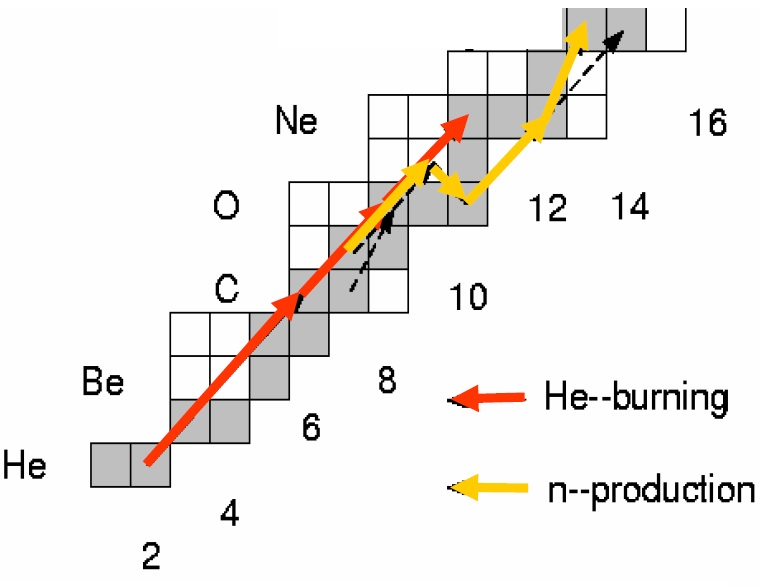 Ne
16
O
12
14
C
10
Be
8
He--burning
6
He
n--production
4
2